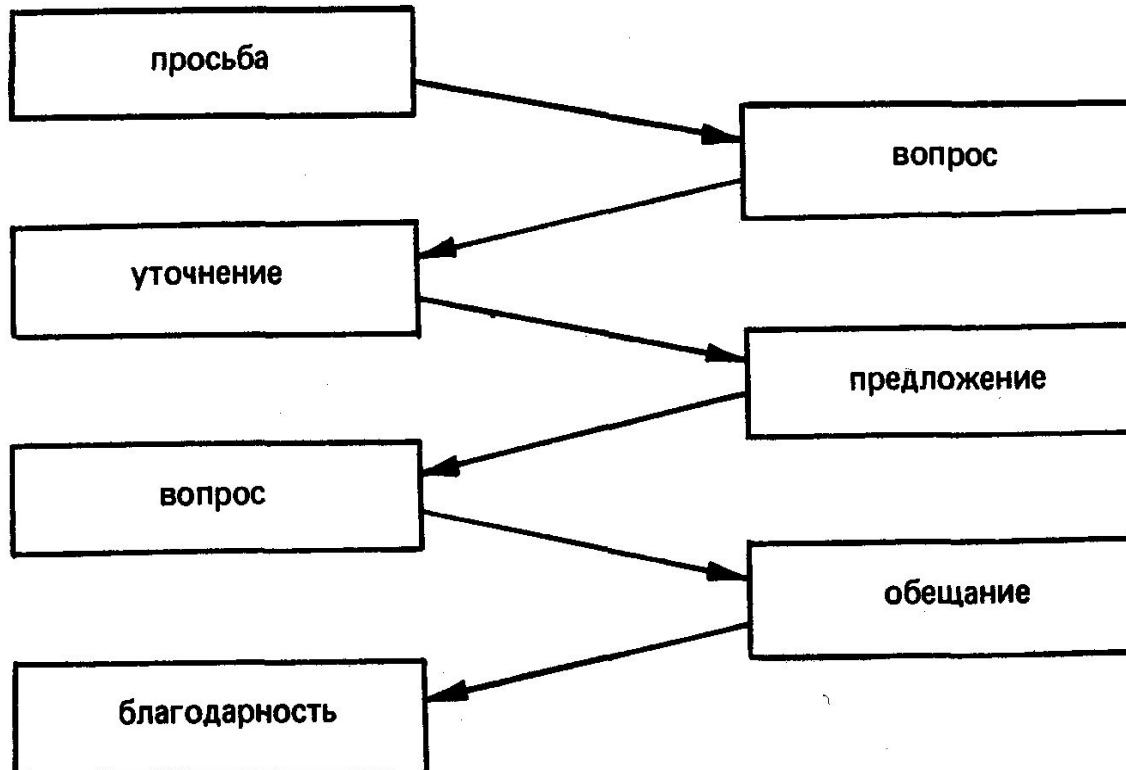 просьба
вопрос
уточнение
предложение
вопрос
обещание
благодарность